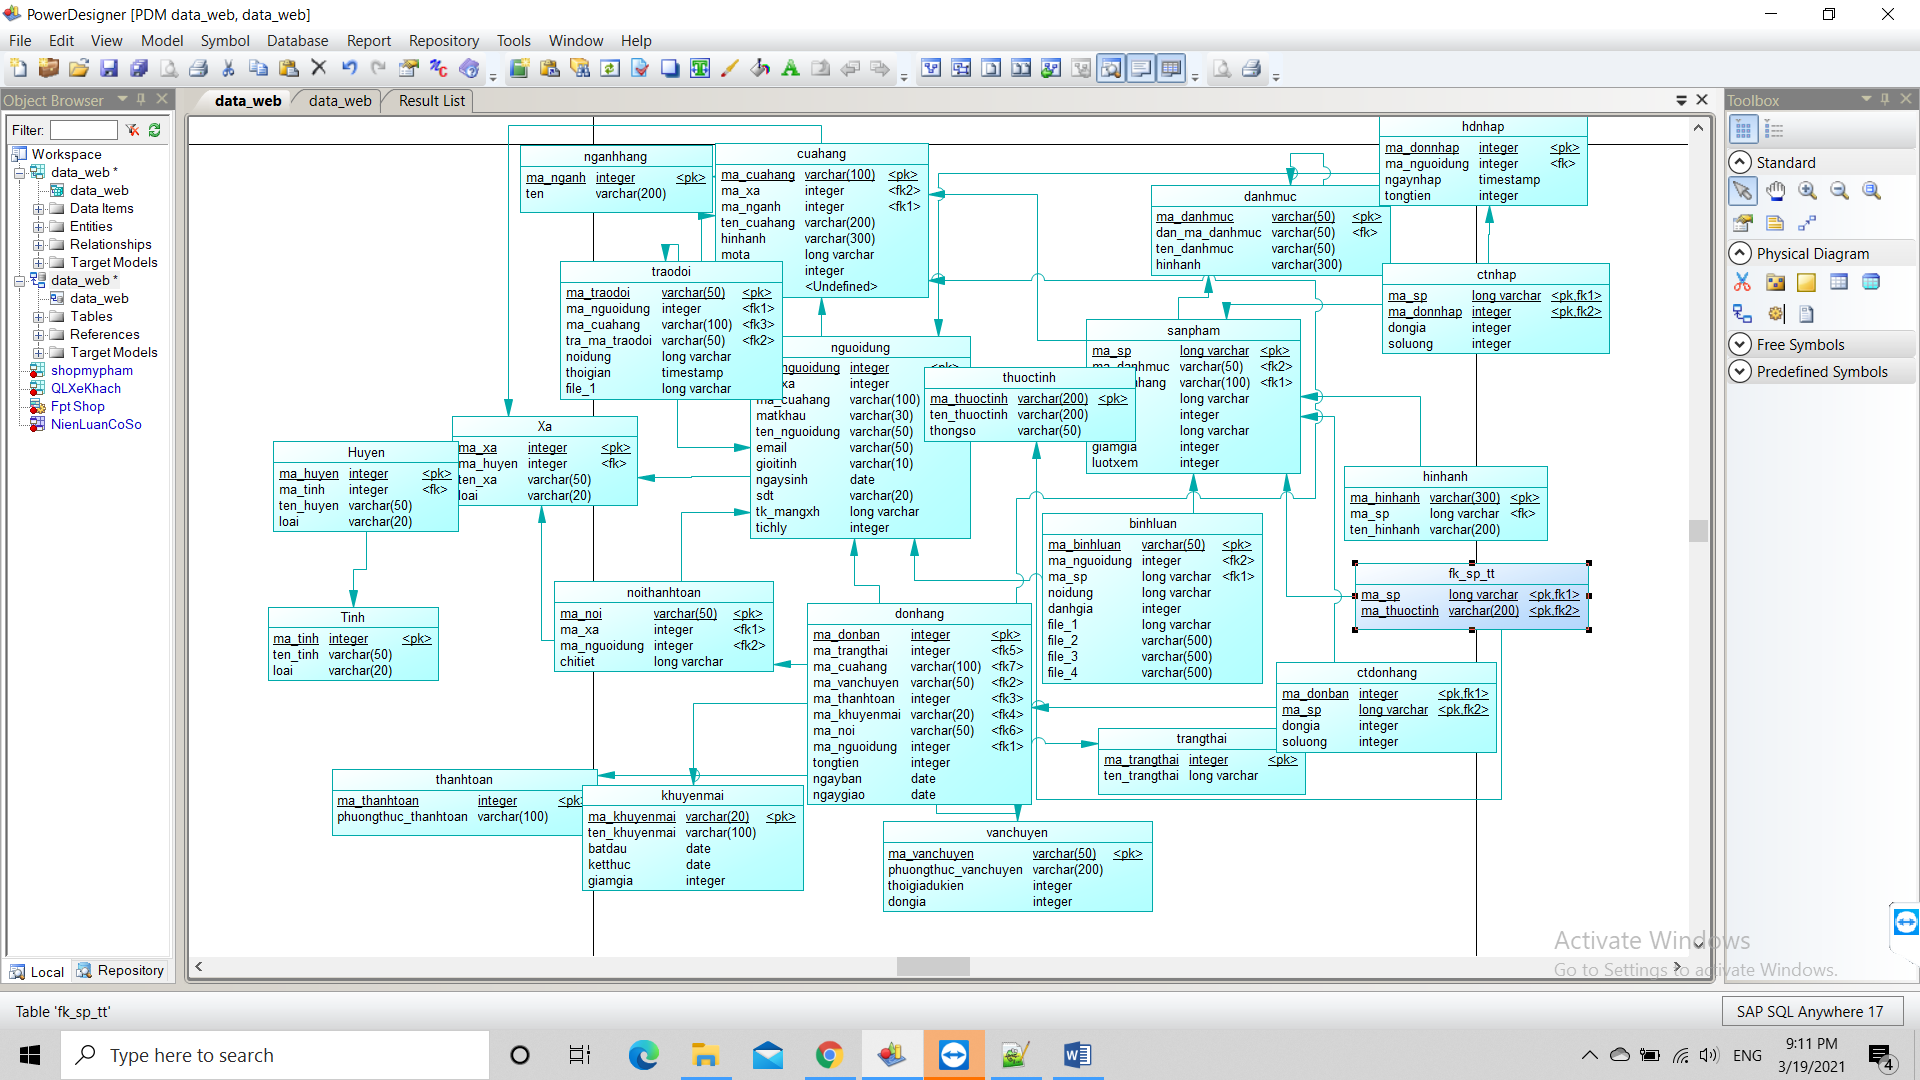 PowerDesigner [PDM data_web, data_web]
File Edit View Model Symbol Database Report Repository Tools Window Help
Object Browser
Filter:
Workspace
data_web *
data_web
Data Items
Entities
Relationships
Target Models
data_web *
data_web
Tables
References
Target Models
shopmypham
QLXeKhach
Fpt Shop
NienLuanCoSo
Local Repository
data_web data_web Result List
nganhhang
ma_nganh integer <pk>
ten varchar(200)
cuahang
ma_cuahang varchar(100) <pk>
ma_xa integer <fk2>
ma_nganh integer <fk1>
ten_cuahang varchar(200)
hinhanh varchar(300)
mota long varchar
integer
<Undefined>
traodoi
ma_traodoi varchar(50) <pk>
ma_nguoidung integer <fk1>
ma_cuahang varchar(100) <fk3>
tra_ma_traodoi varchar(50) <fk2>
noidung long varchar
thoigian timestamp
file_1 long varchar
nguoidung
nguoidung integer <pk>
xa integer
ma_cuahang varchar(100)
matkhau varchar(30)
ten_nguoidung varchar(50)
email varchar(50)
gioitinh varchar(10)
ngaysinh date
sdt varchar(20)
tk_mangxh long varchar
tichly integer
thuoctinh
ma_thuoctinh varchar(200) <pk>
ten_thuoctinh varchar(200)
thongso varchar(50)
danhmuc
ma_danhmuc varchar(50) <pk>
dan_ma_danhmuc varchar(50) <fk>
ten_danhmuc varchar(50)
hinhanh varchar(300)
hdnhap
ma_donnhap integer <pk>
ma_nguoidung integer <fk>
ngaynhap timestamp
tongtien integer
ctnhap
ma_sp long varchar <pk,fk1>
ma_donnhap integer <pk,fk2>
dongia integer
soluong integer
sanpham
ma_sp long varchar <pk>
ma_danhmuc varchar(50) <fk2>
hang varchar(100) <fk1>
long varchar
integer
long varchar
giamgia integer
luotxem integer
Xa
ma_xa integer <pk>
ma_huyen integer <fk>
ten_xa varchar(50)
loai varchar(20)
Huyen
ma_huyen integer <pk>
ma_tinh integer <fk>
ten_huyen varchar(50)
loai varchar(20)
Tinh
ma_tinh integer <pk>
ten_tinh varchar(50)
loai varchar(20)
noithanhtoan
ma_noi varchar(50) <pk>
ma_xa integer <fk1>
ma_nguoidung integer <fk2>
chitiet long varchar
donhang
ma_donban integer <pk>
ma_trangthai integer <fk5>
ma_cuahang varchar(100) <fk7>
ma_vanchuyen varchar(50) <fk2>
ma_thanhtoan integer <fk3>
ma_khuyenmai varchar(20) <fk4>
ma_noi varchar(50) <fk6>
ma_nguoidung integer <fk1>
tongtien integer
ngayban date
ngaygiao date
binhluan
ma_binhluan varchar(50) <pk>
ma_nguoidung integer <fk2>
ma_sp long varchar <fk1>
noidung long varchar
danhgia integer
file_1 long varchar
file_2 varchar(500)
file_3 varchar(500)
file_4 varchar(500)
hinhanh
ma_hinhanh varchar(300) <pk>
ma_sp long varchar <fk>
ten_hinhanh varchar(200)
fk_sp_tt
ma_sp long varchar <pk,fk1>
ma_thuoctinh varchar(200) <pk,fk2>
ctdonhang
ma_donban integer <pk,fk1>
ma_sp long varchar <pk,fk2>
dongia integer
soluong integer
trangthai
ma_trangthai integer <pk>
ten_trangthai long varchar
thanhtoan
ma_thanhtoan integer <pk
phuongthuc_thanhtoan varchar(100)
khuyenmai
ma_khuyenmai varchar(20) <pk>
ten_khuyenmai varchar(100)
batdau date
ketthuc date
giamgia integer
vanchuyen
ma_vanchuyen varchar(50) <pk>
phuongthuc_vanchuyen varchar(200)
thoigiadukien integer
dongia integer
Toolbox
Standard
Physical Diagram
Free Symbols
Predefined Symbols
Activate Windows
Go to Settings to activate Windows.
Table 'fk_sp_tt'
SAP SQL Anywhere 17
Type here to search
ENG
9:11 PM
3/19/2021
4